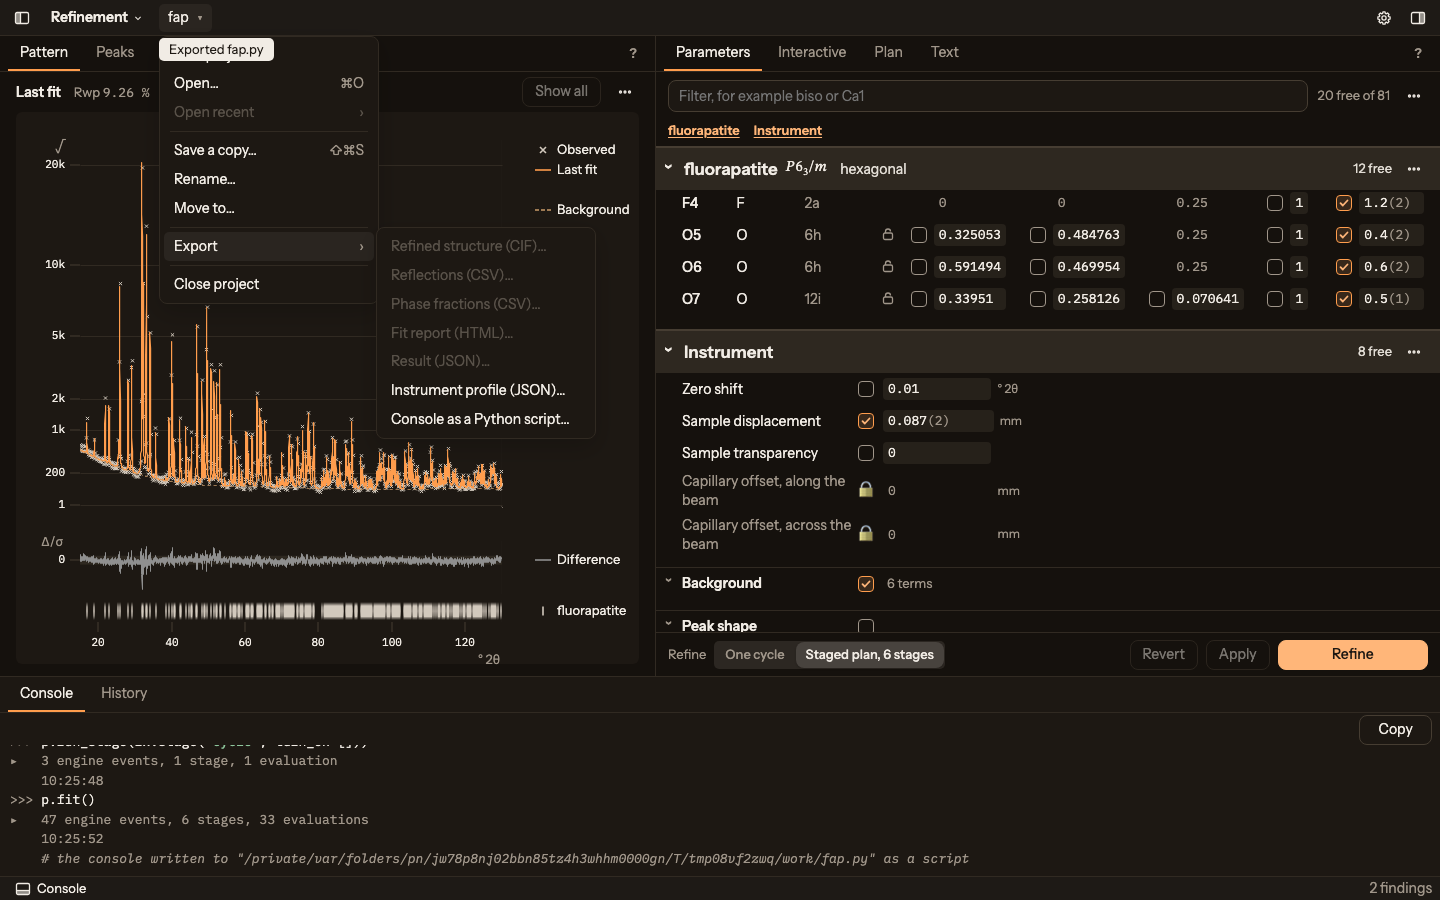 Refinement
fap
Exported fap.py
Pattern
Peaks
?
Last fit Rwp 9.26 %
Show all
Open... ⌘O
Open recent
Save a copy... ⇧⌘S
Rename...
Move to...
Export
Close project
Refined structure (CIF)...
Reflections (CSV)...
Phase fractions (CSV)...
Fit report (HTML)...
Result (JSON)...
Instrument profile (JSON)...
Console as a Python script...
√
20k
10k
5k
2k
1k
200
1
Δ/σ
0
20 40 60 80 100 120
°2θ
Observed
Last fit
Background
Difference
fluorapatite
Parameters Interactive Plan Text
?
Filter, for example biso or Ca1
20 free of 81
fluorapatite Instrument
fluorapatite P6₃/m hexagonal 12 free
F4 F 2a 0 0 0.25 1 1.2(2)
O5 O 6h 0.325053 0.484763 0.25 1 0.4(2)
O6 O 6h 0.591494 0.469954 0.25 1 0.6(2)
O7 O 12i 0.33951 0.258126 0.070641 1 0.5(1)
Instrument 8 free
Zero shift 0.01 °2θ
Sample displacement 0.087(2) mm
Sample transparency 0
Capillary offset, along the
beam 0 mm
Capillary offset, across the
beam 0 mm
Background 6 terms
Peak shape
Refine One cycle Staged plan, 6 stages
Revert Apply Refine
Console History
Copy
3 engine events, 1 stage, 1 evaluation
10:25:48
>>> p.fit()
47 engine events, 6 stages, 33 evaluations
10:25:52
# the console written to "/private/var/folders/pn/jw78p8nj02bbn85tz4h3whhm0000gn/T/tmp08vf2zwq/work/fap.py" as a script
Console
2 findings